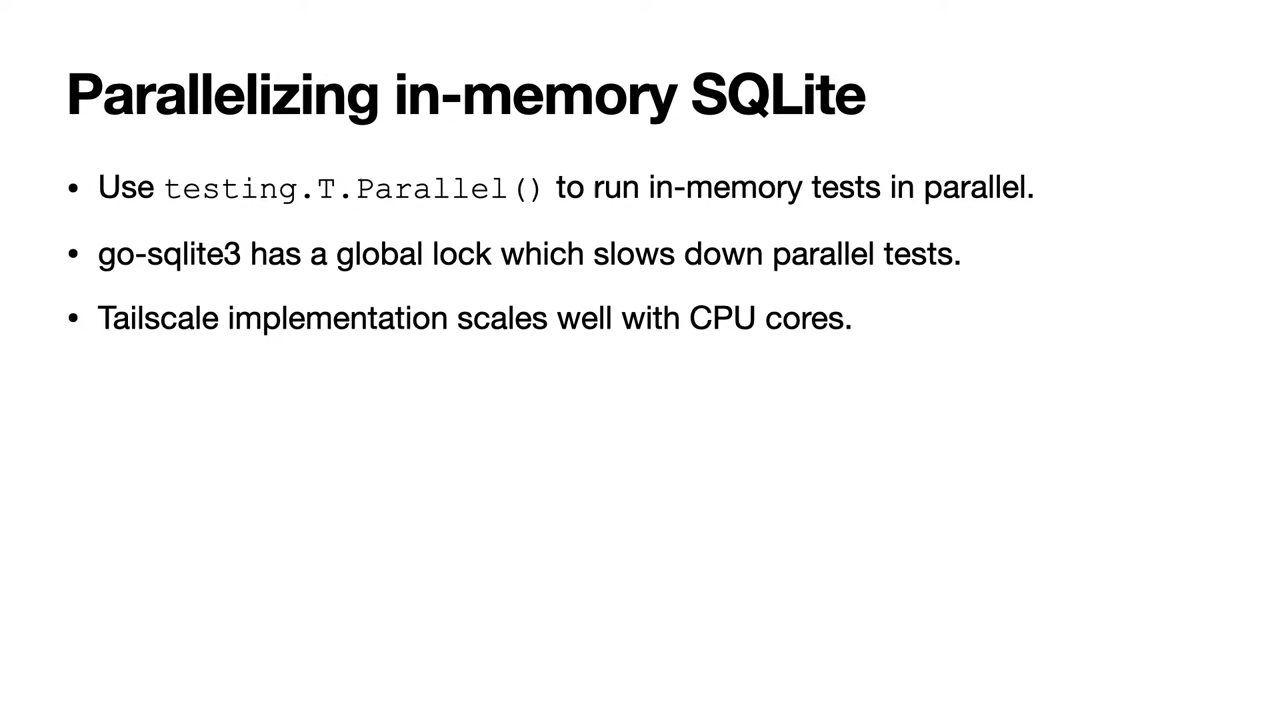 Parallelizing in-memory SQLite
• Use testing.T.Parallel() to run in-memory tests in parallel.
• go-sqlite3 has a global lock which slows down parallel tests.
• Tailscale implementation scales well with CPU cores.